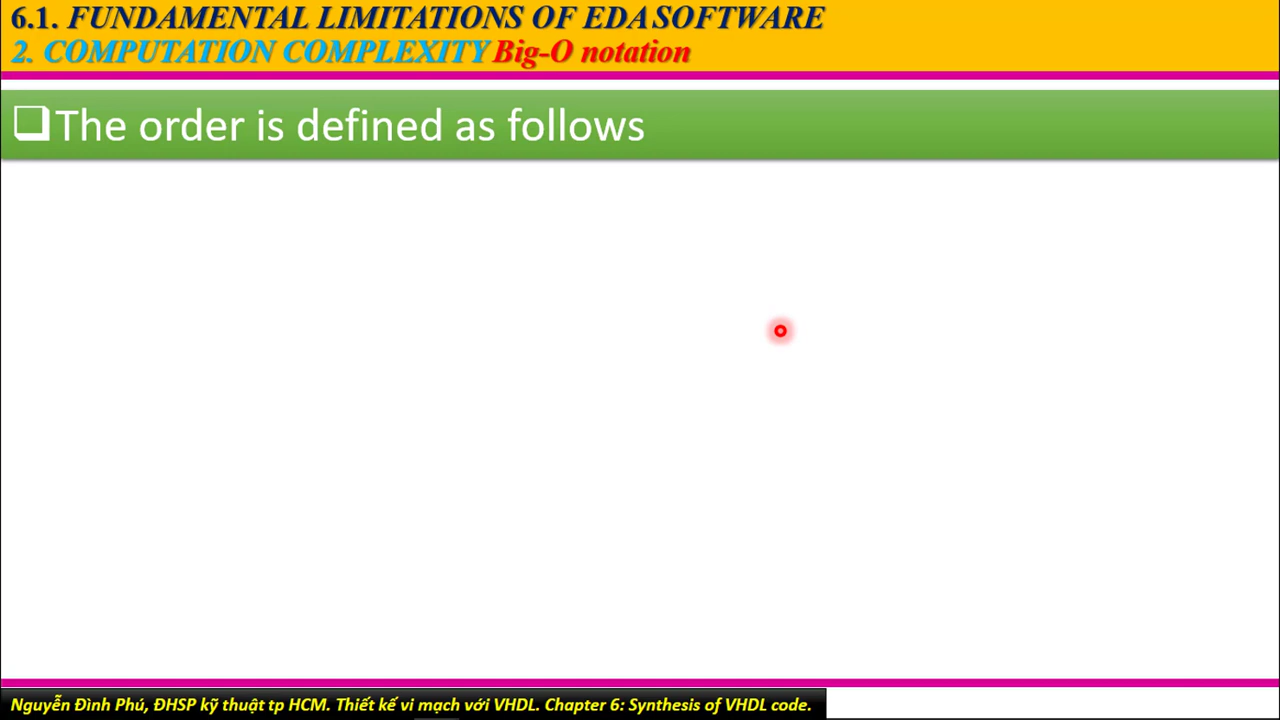 6.1. FUNDAMENTAL LIMITATIONS OF EDA SOFTWARE
2. COMPUTATION COMPLEXITY Big-O notation
The order is defined as follows
Nguyễn Đình Phú, ĐHSP kỹ thuật tp HCM. Thiết kế vi mạch với VHDL. Chapter 6: Synthesis of VHDL code.